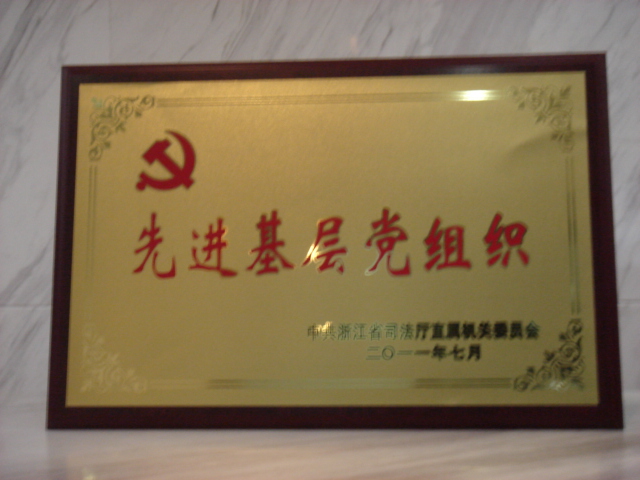 先进基层党组织
中共浙江省司法厅直属机关委员会
二〇一一年七月